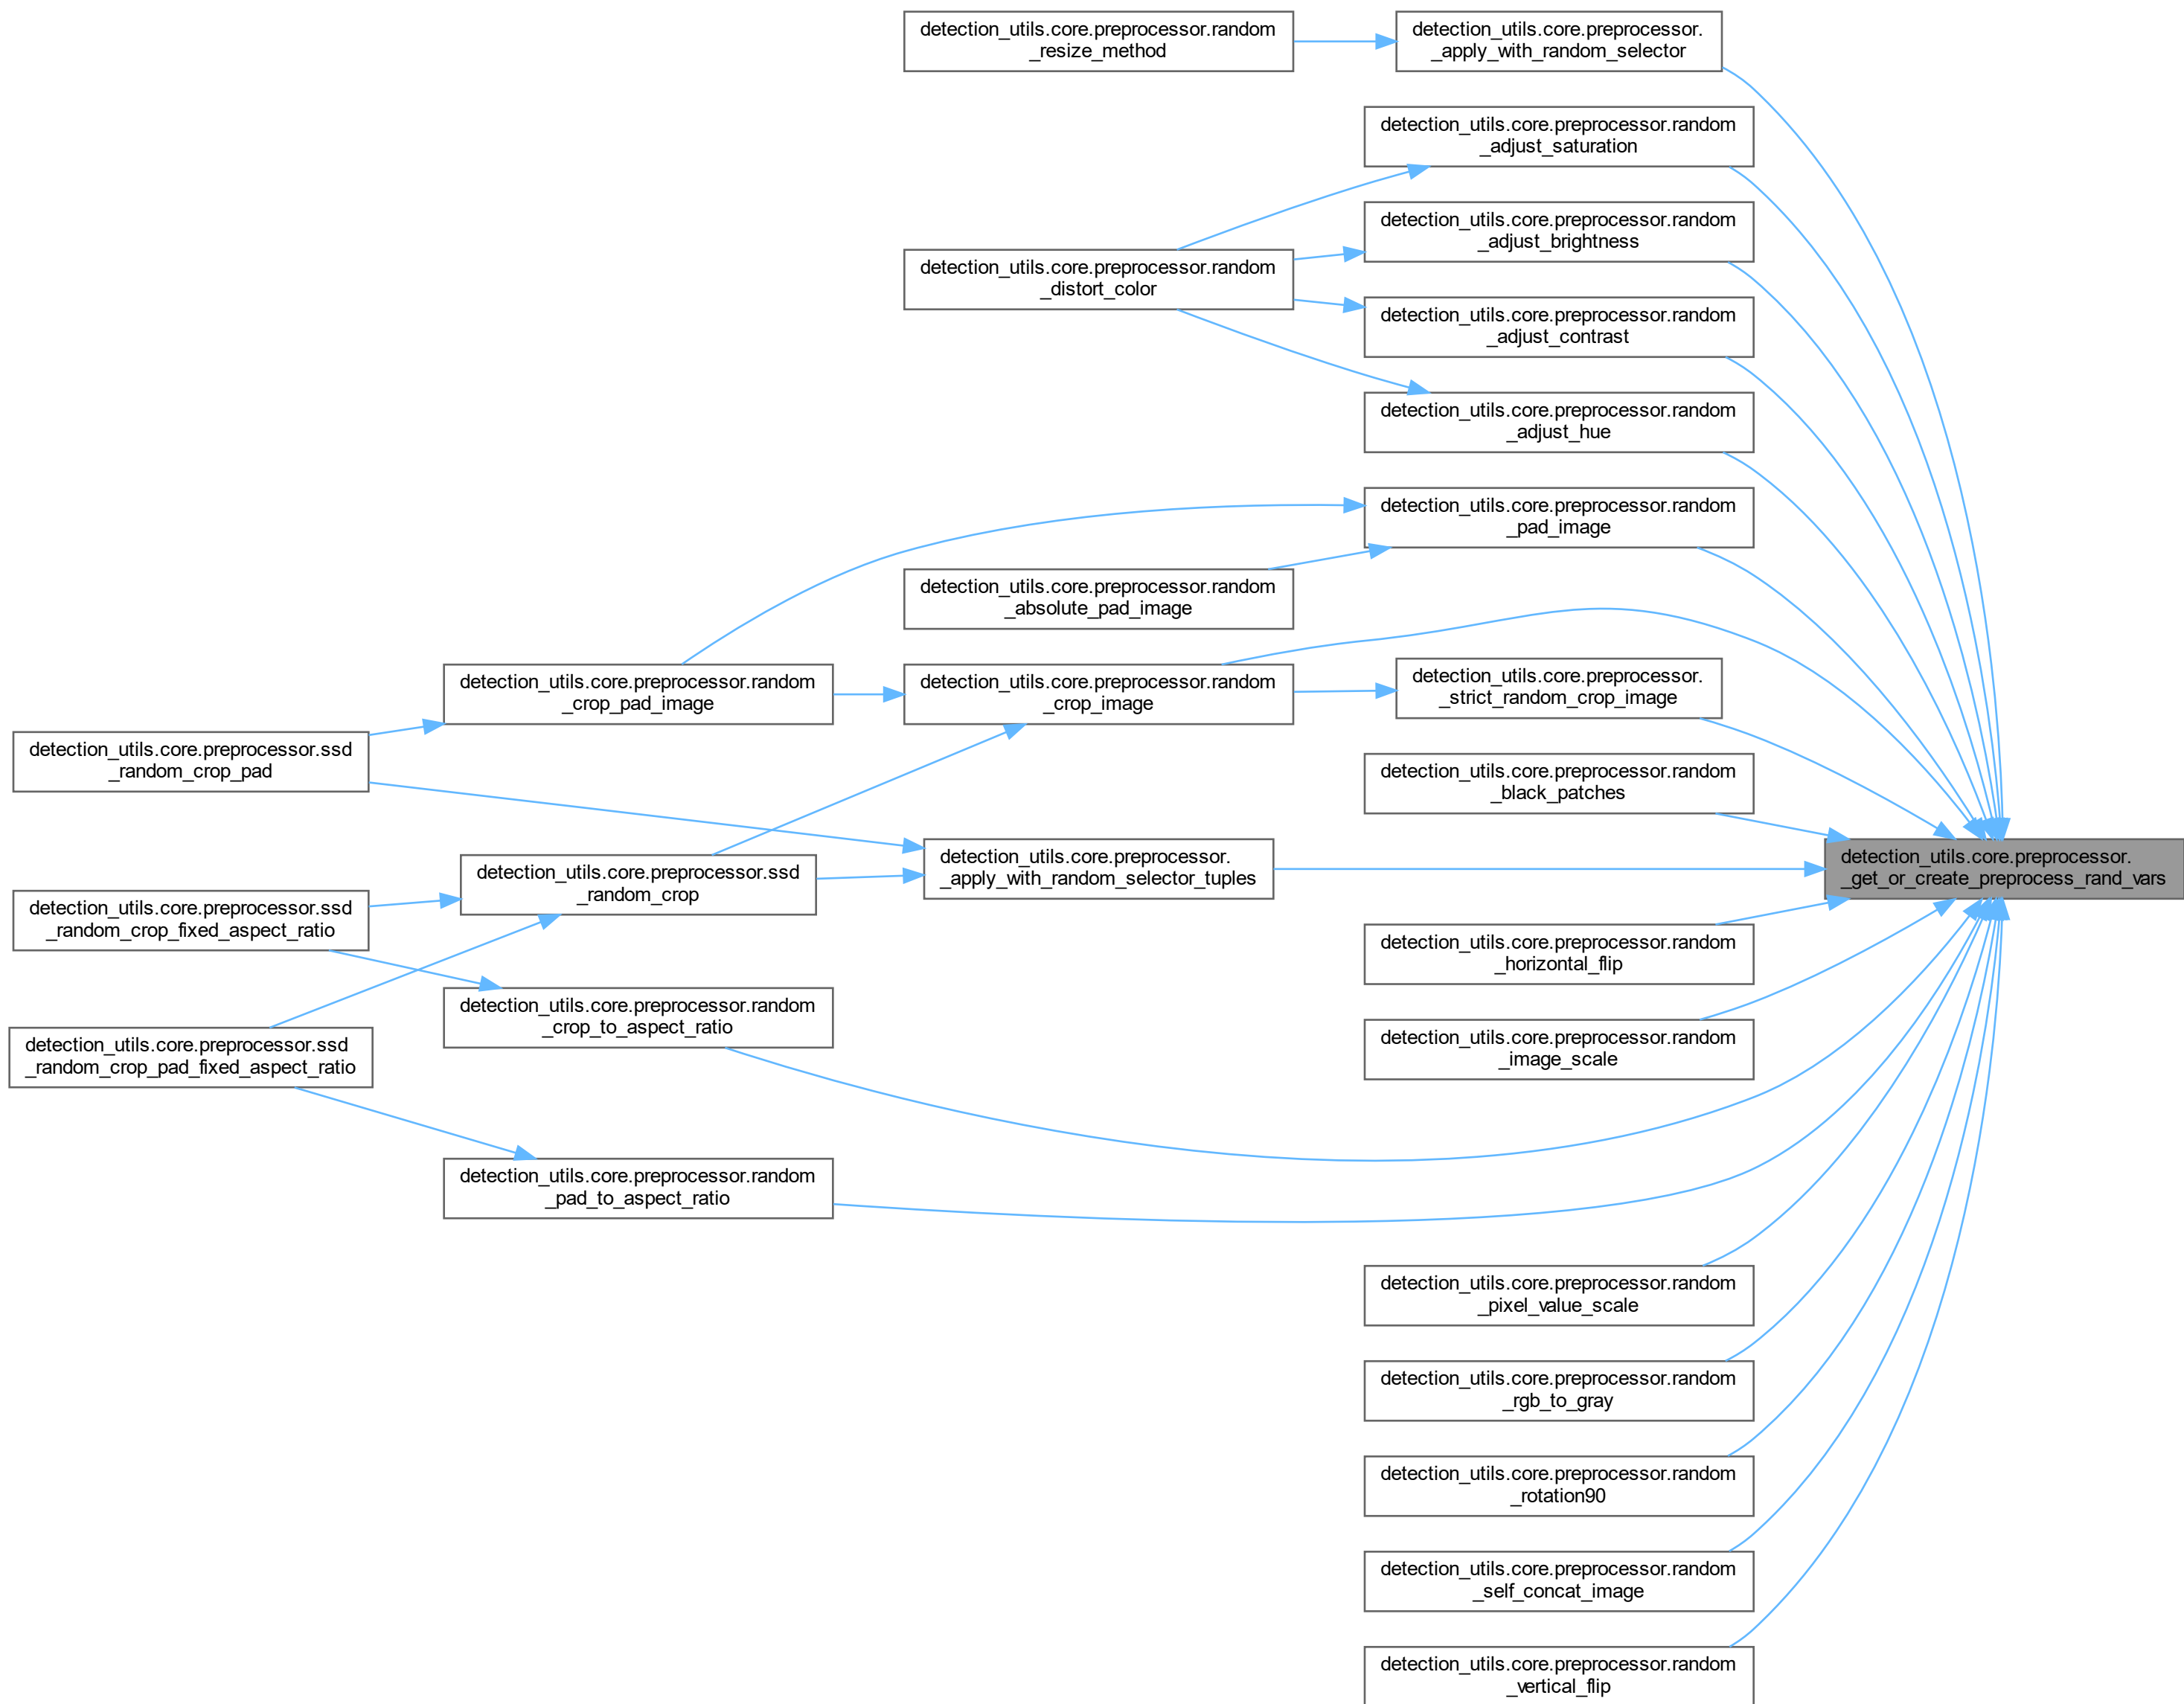 detection_utils.core.preprocessor.random
_resize_method
detection_utils.core.preprocessor.
_apply_with_random_selector
detection_utils.core.preprocessor.random
_adjust_saturation
detection_utils.core.preprocessor.random
_adjust_brightness
detection_utils.core.preprocessor.random
_distort_color
detection_utils.core.preprocessor.random
_adjust_contrast
detection_utils.core.preprocessor.random
_adjust_hue
detection_utils.core.preprocessor.random
_pad_image
detection_utils.core.preprocessor.random
_absolute_pad_image
detection_utils.core.preprocessor.random
_crop_pad_image
detection_utils.core.preprocessor.random
_crop_image
detection_utils.core.preprocessor.
_strict_random_crop_image
detection_utils.core.preprocessor.ssd
_random_crop_pad
detection_utils.core.preprocessor.random
_black_patches
detection_utils.core.preprocessor.
_apply_with_random_selector_tuples
detection_utils.core.preprocessor.
_get_or_create_preprocess_rand_vars
detection_utils.core.preprocessor.ssd
_random_crop
detection_utils.core.preprocessor.ssd
_random_crop_fixed_aspect_ratio
detection_utils.core.preprocessor.random
_horizontal_flip
detection_utils.core.preprocessor.random
_crop_to_aspect_ratio
detection_utils.core.preprocessor.random
_image_scale
detection_utils.core.preprocessor.ssd
_random_crop_pad_fixed_aspect_ratio
detection_utils.core.preprocessor.random
_pad_to_aspect_ratio
detection_utils.core.preprocessor.random
_pixel_value_scale
detection_utils.core.preprocessor.random
_rgb_to_gray
detection_utils.core.preprocessor.random
_rotation90
detection_utils.core.preprocessor.random
_self_concat_image
detection_utils.core.preprocessor.random
_vertical_flip